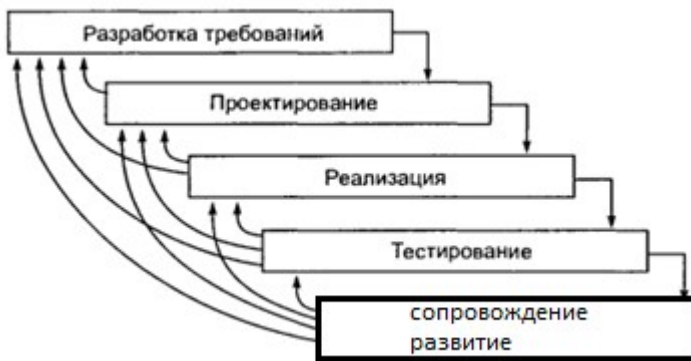 Разработка требований
Проектирование
Реализация
Тестирование
сопровождение
развитие